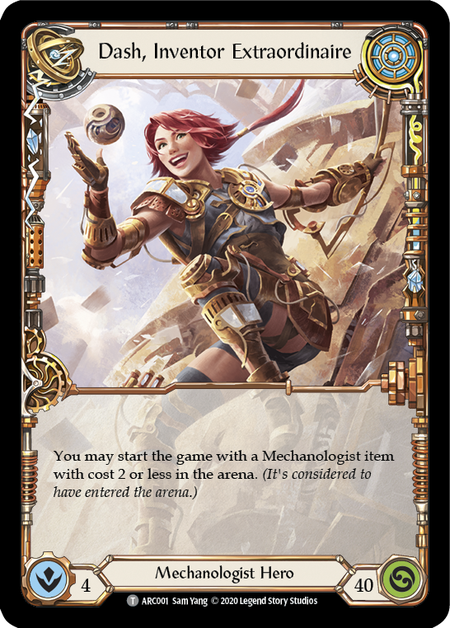 Dash, Inventor Extraordinaire
You may start the game with a Mechanologist item
with cost 2 or less in the arena. (It's considered to
have entered the arena.)
4
Mechanologist Hero
40
T ARC001 Sam Yang © 2020 Legend Story Studios